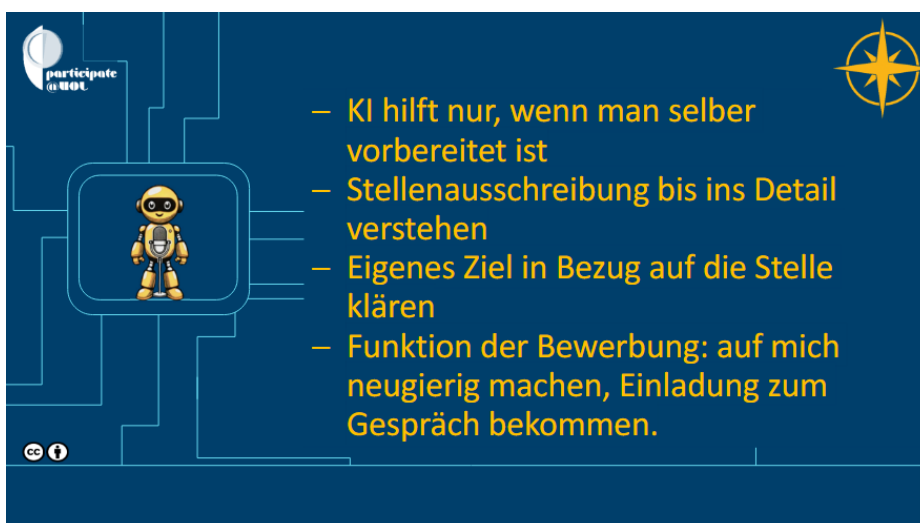 participate
@UOL
– KI hilft nur, wenn man selber
vorbereitet ist
– Stellenausschreibung bis ins Detail
verstehen
– Eigenes Ziel in Bezug auf die Stelle
klären
– Funktion der Bewerbung: auf mich
neugierig machen, Einladung zum
Gespräch bekommen.
cc